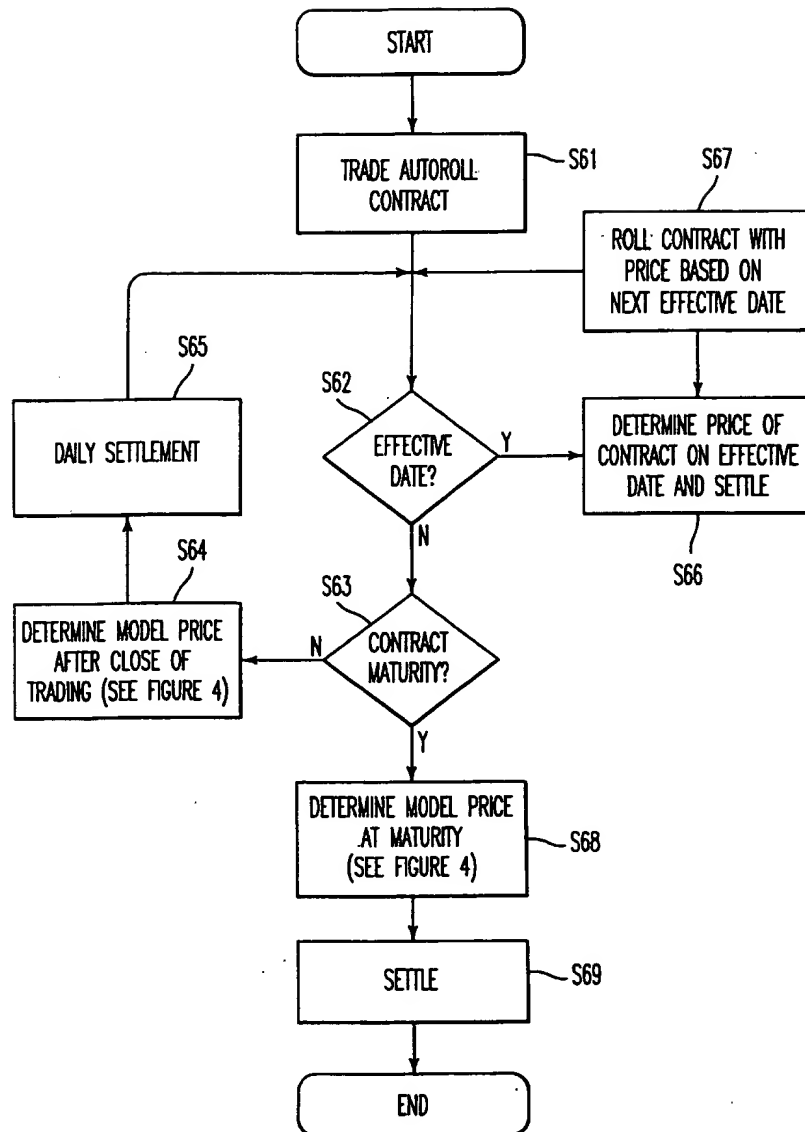 START
TRADE AUTOROLL
CONTRACT
S61
S67
ROLL CONTRACT WITH
PRICE BASED ON
NEXT EFFECTIVE DATE
S65
DAILY SETTLEMENT
S62
EFFECTIVE
DATE?
Y
N
DETERMINE PRICE OF
CONTRACT ON EFFECTIVE
DATE AND SETTLE
S66
S64
DETERMINE MODEL PRICE
AFTER CLOSE OF
TRADING (SEE FIGURE 4)
S63
CONTRACT
MATURITY?
N
Y
DETERMINE MODEL PRICE
AT MATURITY
(SEE FIGURE 4)
S68
SETTLE
S69
END